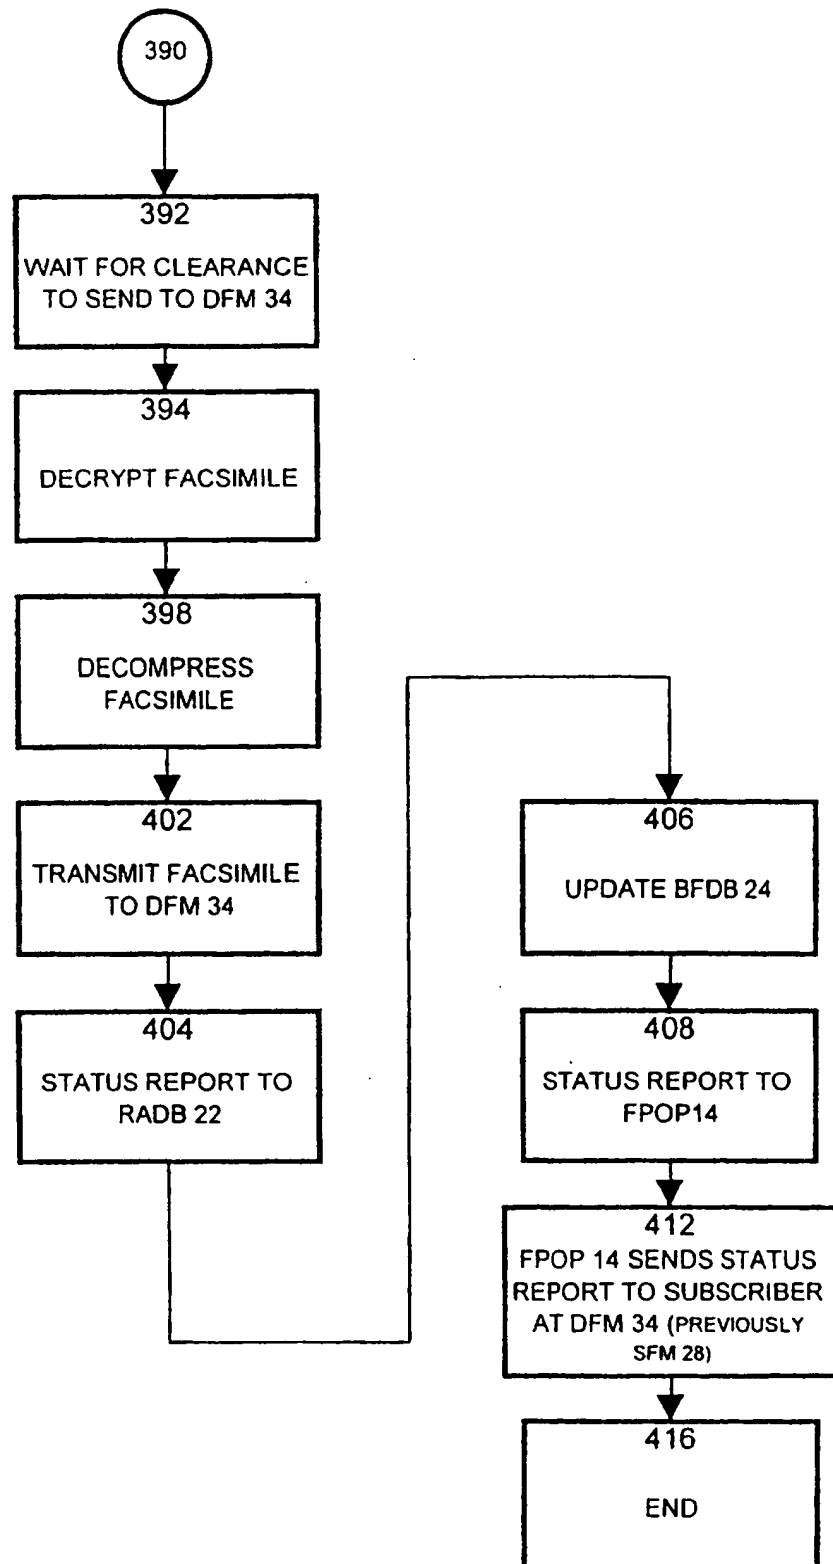 390
392
WAIT FOR CLEARANCE
TO SEND TO DFM 34
394
DECRYPT FACSIMILE
398
DECOMPRESS
FACSIMILE
402
TRANSMIT FACSIMILE
TO DFM 34
404
STATUS REPORT TO
RADB 22
406
UPDATE BFDB 24
408
STATUS REPORT TO
FPOP14
412
FPOP 14 SENDS STATUS
REPORT TO SUBSCRIBER
AT DFM 34 (PREVIOUSLY
SFM 28)
416
END